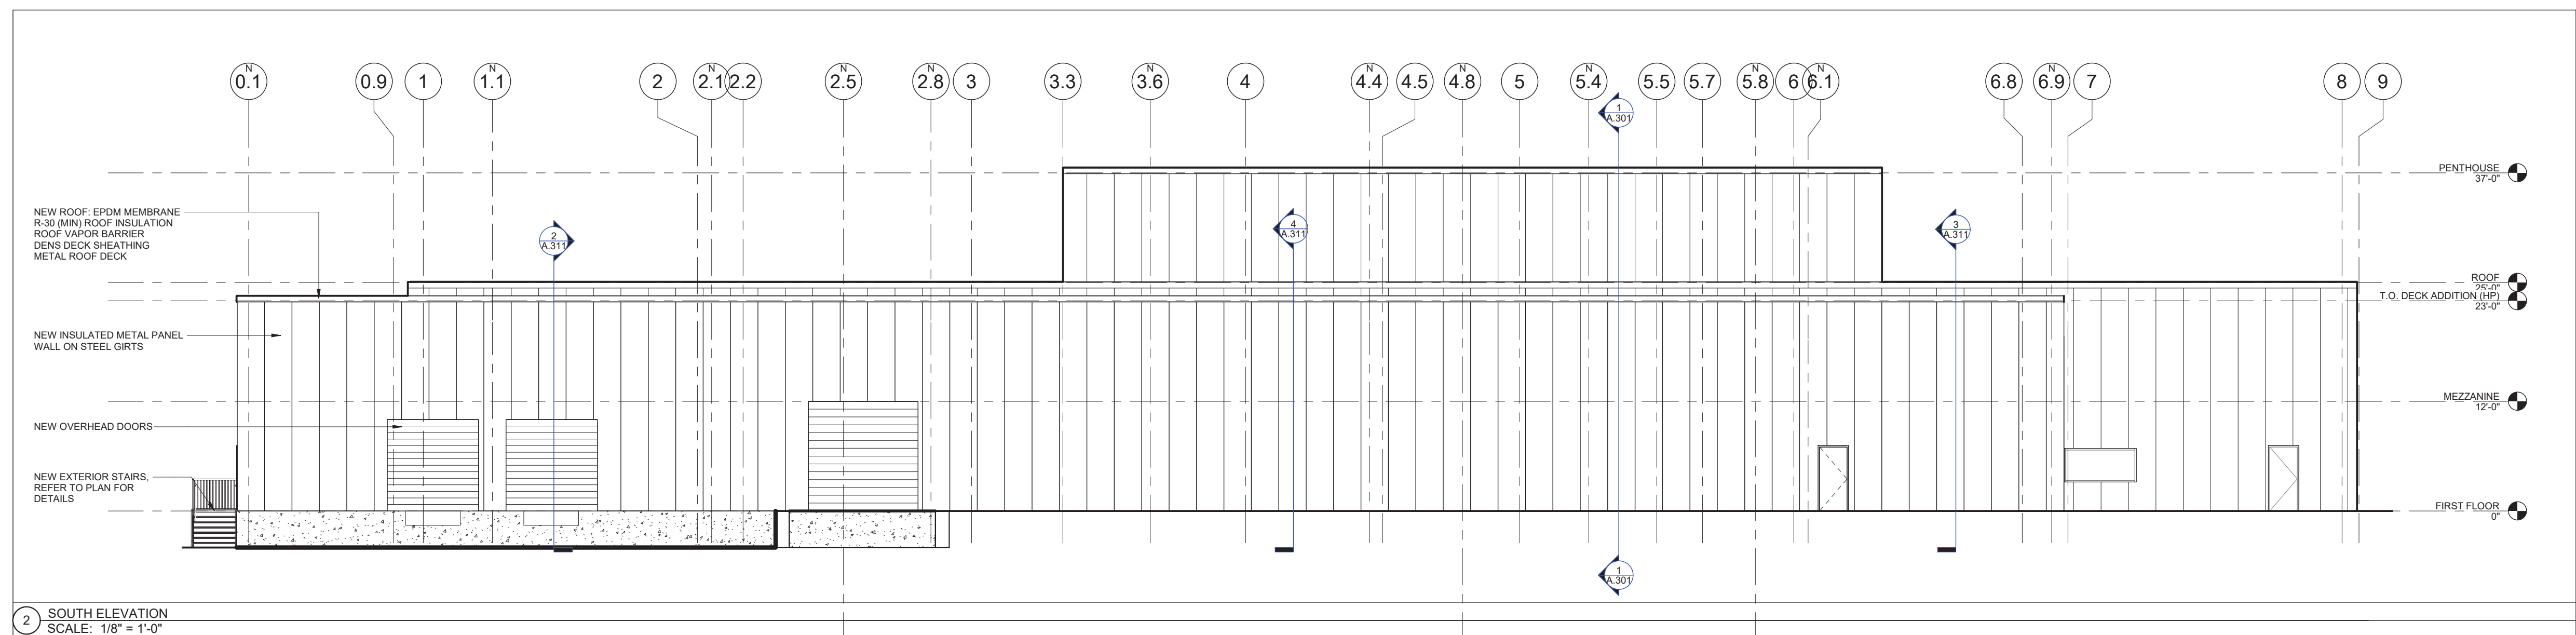 N N N N N N N N N N N
0.1 0.9 1 1.1 2 2.1 2.2 2.5 2.8 3 3.3 3.6 4 4.4 4.5 4.8 5 5.4 5.5 5.7 5.8 6 6.1 6.8 6.9 7 8 9
1
A.301
PENTHOUSE
37'-0"
NEW ROOF: EPDM MEMBRANE
R-30 (MIN) ROOF INSULATION
ROOF VAPOR BARRIER
DENS DECK SHEATHING
METAL ROOF DECK
2
A.311
4
A.311
3
A.311
ROOF
25'-0"
T.O. DECK ADDITION (HP)
23'-0"
NEW INSULATED METAL PANEL
WALL ON STEEL GIRTS
MEZZANINE
12'-0"
NEW OVERHEAD DOORS
NEW EXTERIOR STAIRS,
REFER TO PLAN FOR
DETAILS
FIRST FLOOR
0"
1
A.301
2 SOUTH ELEVATION
SCALE: 1/8" = 1'-0"